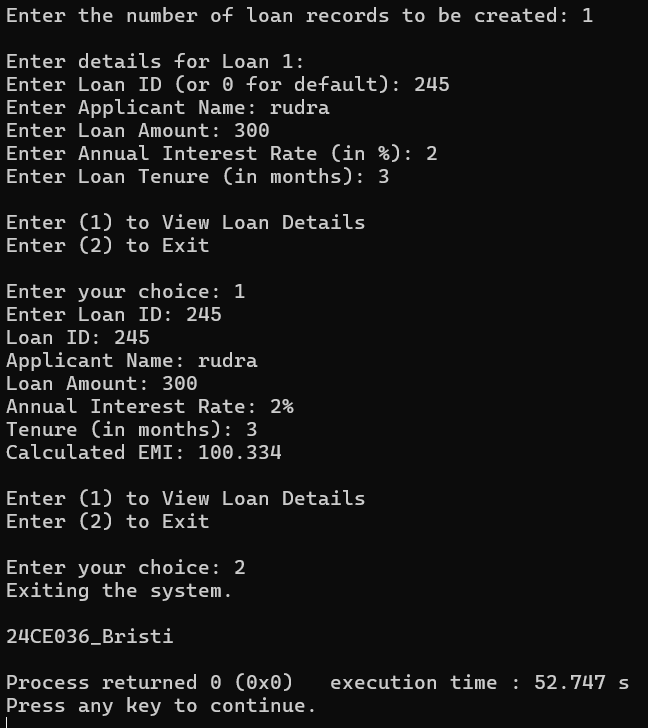 Enter the number of loan records to be created: 1
Enter details for Loan 1:
Enter Loan ID (or 0 for default): 245
Enter Applicant Name: rudra
Enter Loan Amount: 300
Enter Annual Interest Rate (in %): 2
Enter Loan Tenure (in months): 3
Enter (1) to View Loan Details
Enter (2) to Exit
Enter your choice: 1
Enter Loan ID: 245
Loan ID: 245
Applicant Name: rudra
Loan Amount: 300
Annual Interest Rate: 2%
Tenure (in months): 3
Calculated EMI: 100.334
Enter (1) to View Loan Details
Enter (2) to Exit
Enter your choice: 2
Exiting the system.
24CE036_Bristi
Process returned 0 (0x0)   execution time : 52.747 s
Press any key to continue.